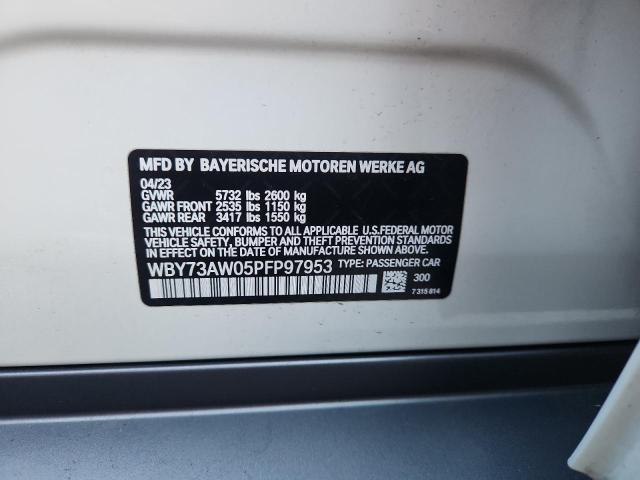 MFD BY BAYERISCHE MOTOREN WERKE AG
04/23
GVWR 5732 lbs 2600 kg
GAWR FRONT 2535 lbs 1150 kg
GAWR REAR 3417 lbs 1550 kg
THIS VEHICLE CONFORMS TO ALL APPLICABLE U.S.FEDERAL MOTOR
VEHICLE SAFETY, BUMPER AND THEFT PREVENTION STANDARDS
IN EFFECT ON THE DATE OF MANUFACTURE SHOWN ABOVE.
WBY73AW05PFP97953 TYPE: PASSENGER CAR
300
7 315 814